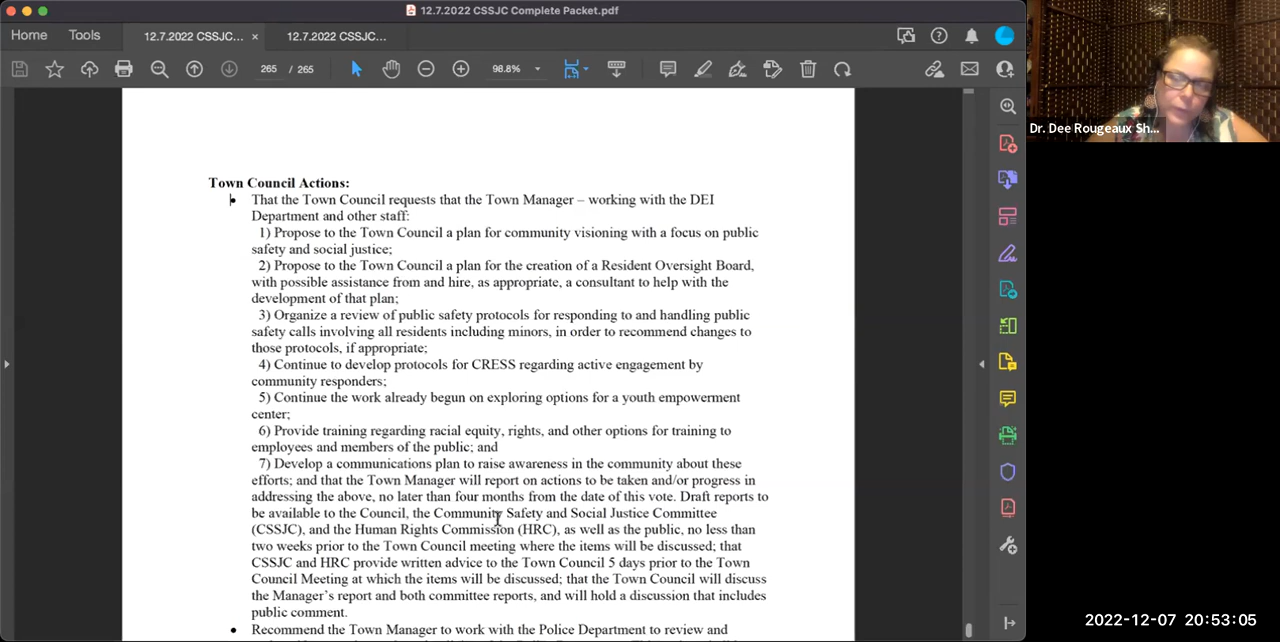 12.7.2022 CSSJC Complete Packet.pdf
Home
Tools
12.7.2022 CSSJC... ×
12.7.2022 CSSJC...
265 / 265
98.8%
Dr. Dee Rougeaux Sh...
Town Council Actions:
• That the Town Council requests that the Town Manager – working with the DEI
Department and other staff:
1) Propose to the Town Council a plan for community visioning with a focus on public
safety and social justice;
2) Propose to the Town Council a plan for the creation of a Resident Oversight Board,
with possible assistance from and hire, as appropriate, a consultant to help with the
development of that plan;
3) Organize a review of public safety protocols for responding to and handling public
safety calls involving all residents including minors, in order to recommend changes to
those protocols, if appropriate;
4) Continue to develop protocols for CRESS regarding active engagement by
community responders;
5) Continue the work already begun on exploring options for a youth empowerment
center;
6) Provide training regarding racial equity, rights, and other options for training to
employees and members of the public; and
7) Develop a communications plan to raise awareness in the community about these
efforts; and that the Town Manager will report on actions to be taken and/or progress in
addressing the above, no later than four months from the date of this vote. Draft reports to
be available to the Council, the Community Safety and Social Justice Committee
(CSSJC), and the Human Rights Commission (HRC), as well as the public, no less than
two weeks prior to the Town Council meeting where the items will be discussed; that
CSSJC and HRC provide written advice to the Town Council 5 days prior to the Town
Council Meeting at which the items will be discussed; that the Town Council will discuss
the Manager's report and both committee reports, and will hold a discussion that includes
public comment.
• Recommend the Town Manager to work with the Police Department to review and
2022-12-07 20:53:05